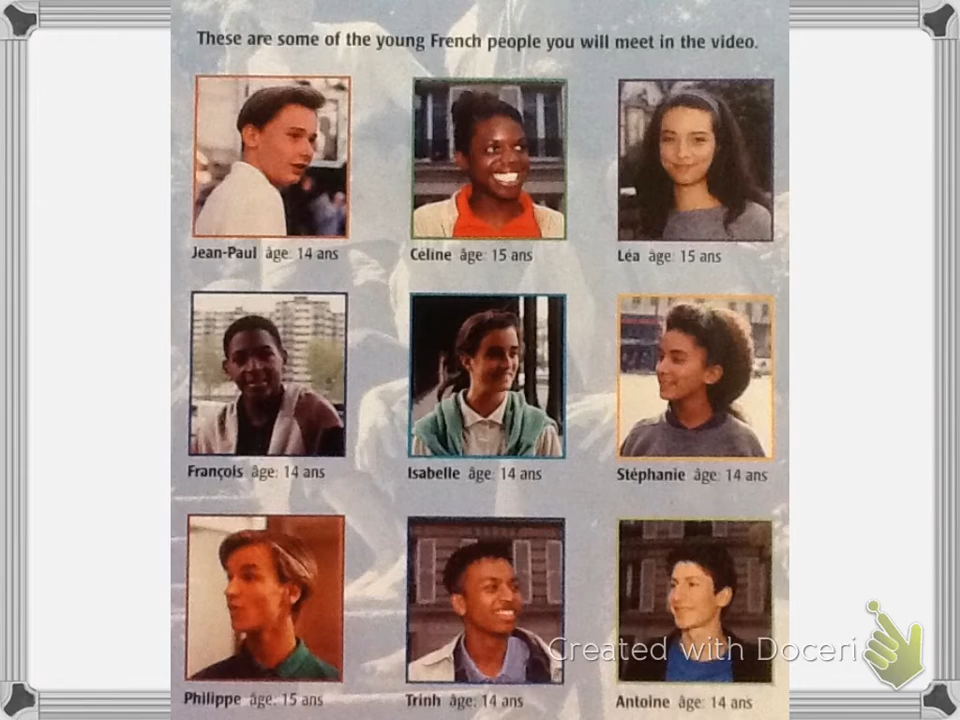 These are some of the young French people you will meet in the video.
Jean-Paul âge: 14 ans
Céline âge: 15 ans
Léa âge: 15 ans
François âge: 14 ans
Isabelle âge: 14 ans
Stéphanie âge: 14 ans
Philippe âge: 15 ans
Trinh âge: 14 ans
Antoine âge: 14 ans
Created with Doceri